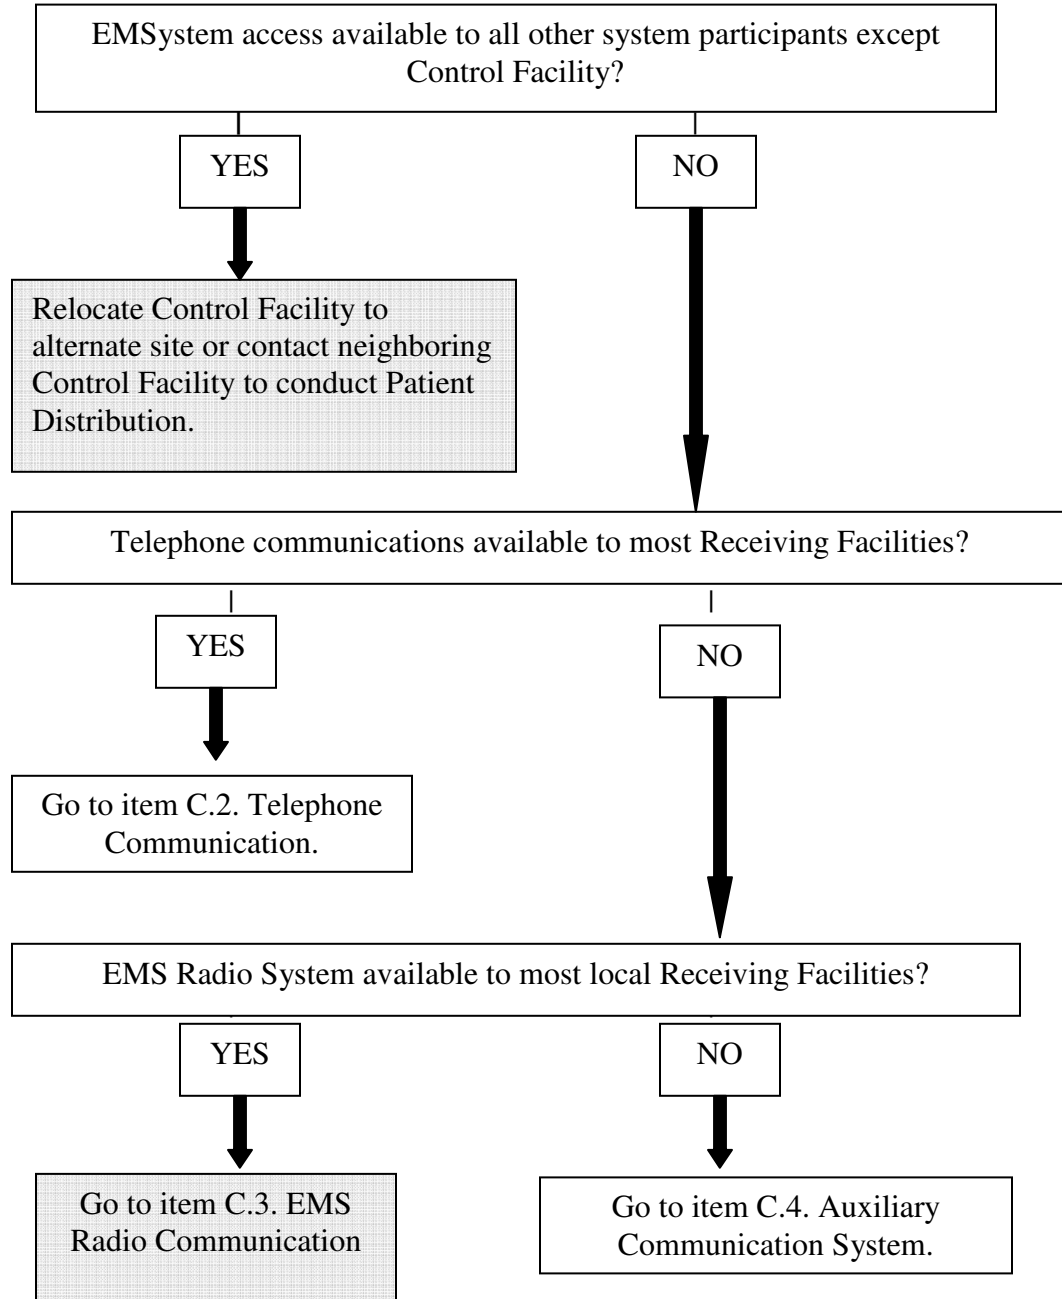 EMSystem access available to all other system participants except
Control Facility?
YES
NO
Relocate Control Facility to
alternate site or contact neighboring
Control Facility to conduct Patient
Distribution.
Telephone communications available to most Receiving Facilities?
YES
NO
Go to item C.2. Telephone
Communication.
EMS Radio System available to most local Receiving Facilities?
YES
NO
Go to item C.3. EMS
Radio Communication
Go to item C.4. Auxiliary
Communication System.